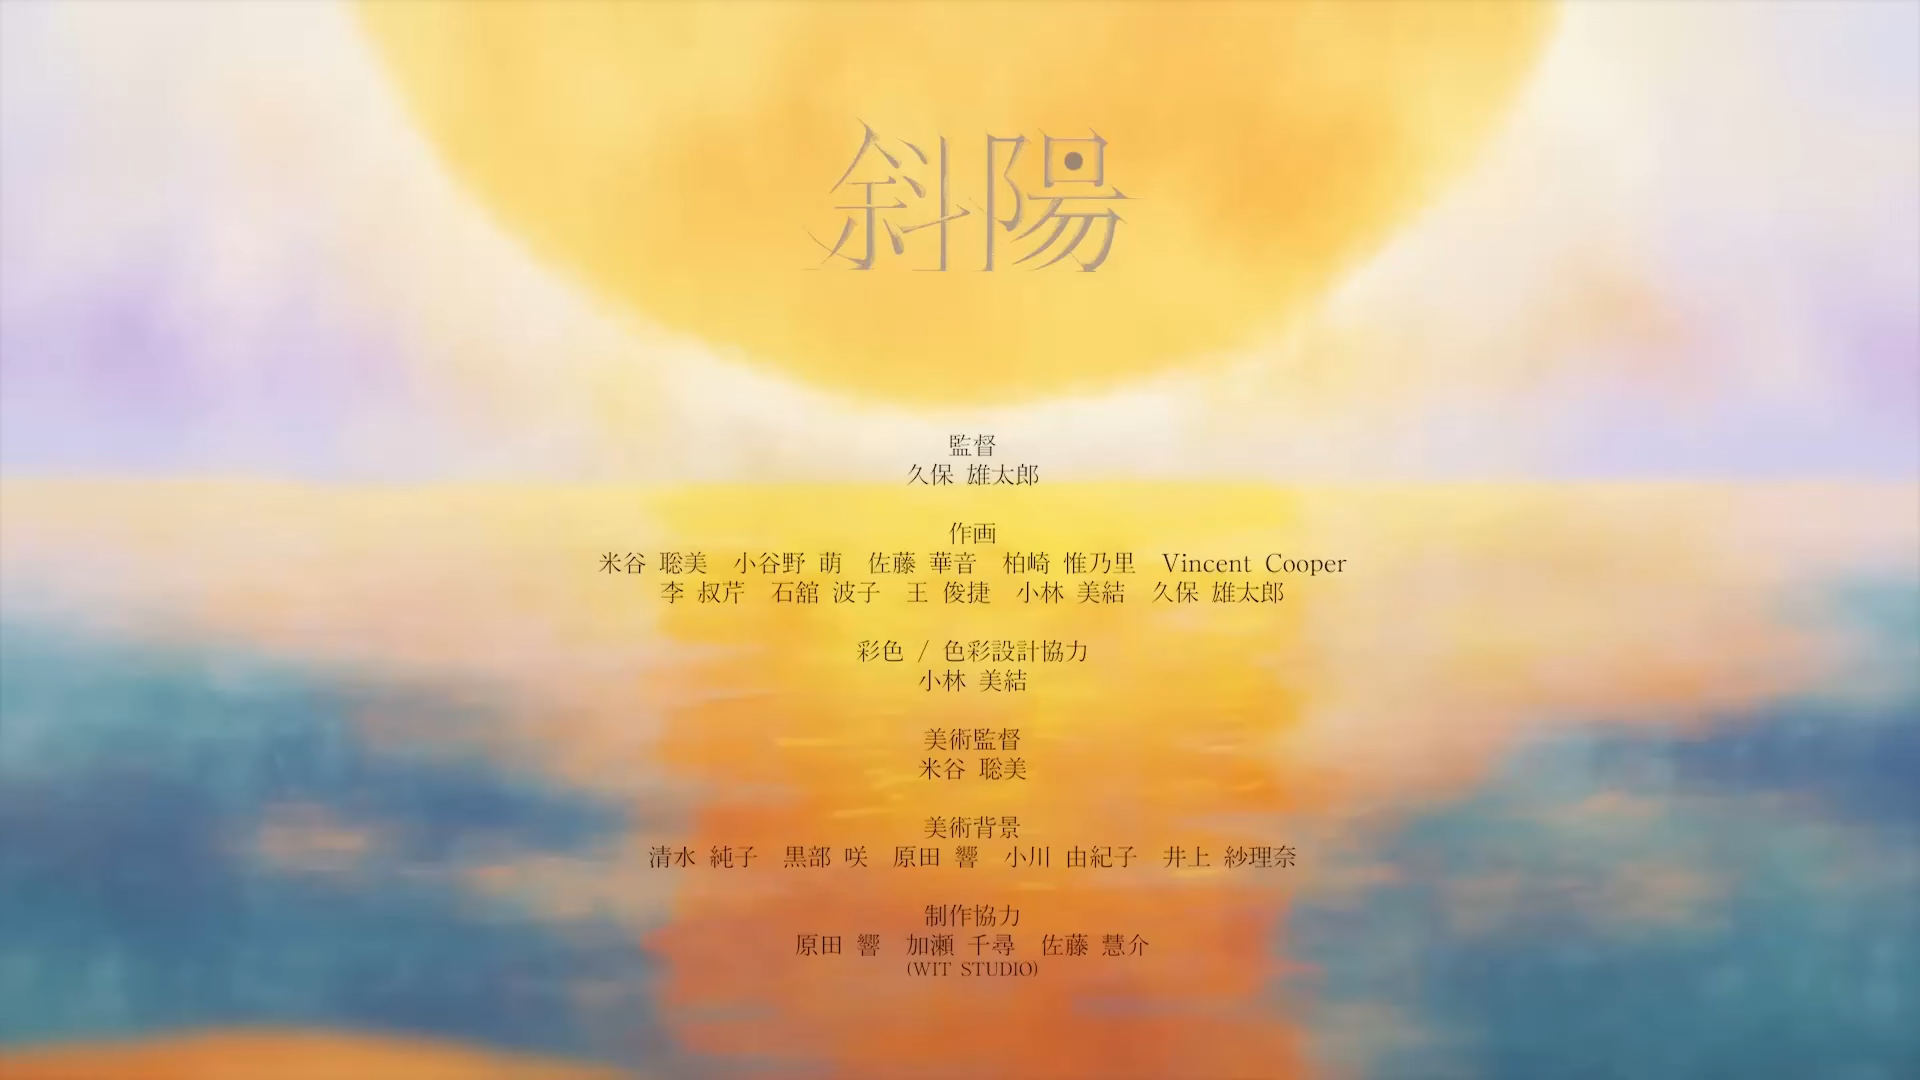 斜陽
監督
久保 雄太郎
作画
米谷 聡美　小谷野 萌　佐藤 華音　柏崎 惟乃里　Vincent Cooper
李 叔芹　石舘 波子　王 俊捷　小林 美結　久保 雄太郎
彩色 / 色彩設計協力
小林 美結
美術監督
米谷 聡美
美術背景
清水 純子　黒部 咲　原田 響　小川 由紀子　井上 紗理奈
制作協力
原田 響　加瀬 千尋　佐藤 慧介
(WIT STUDIO)